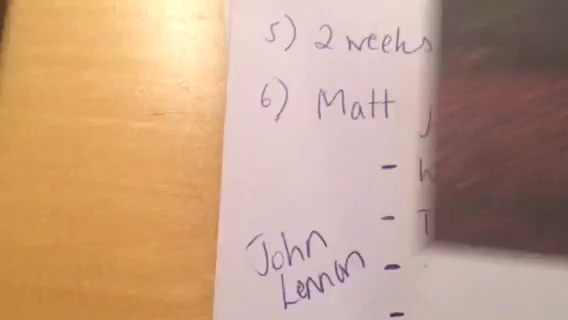 5) 2 weeks
6) Matt
-
-
John
Lennon -
-